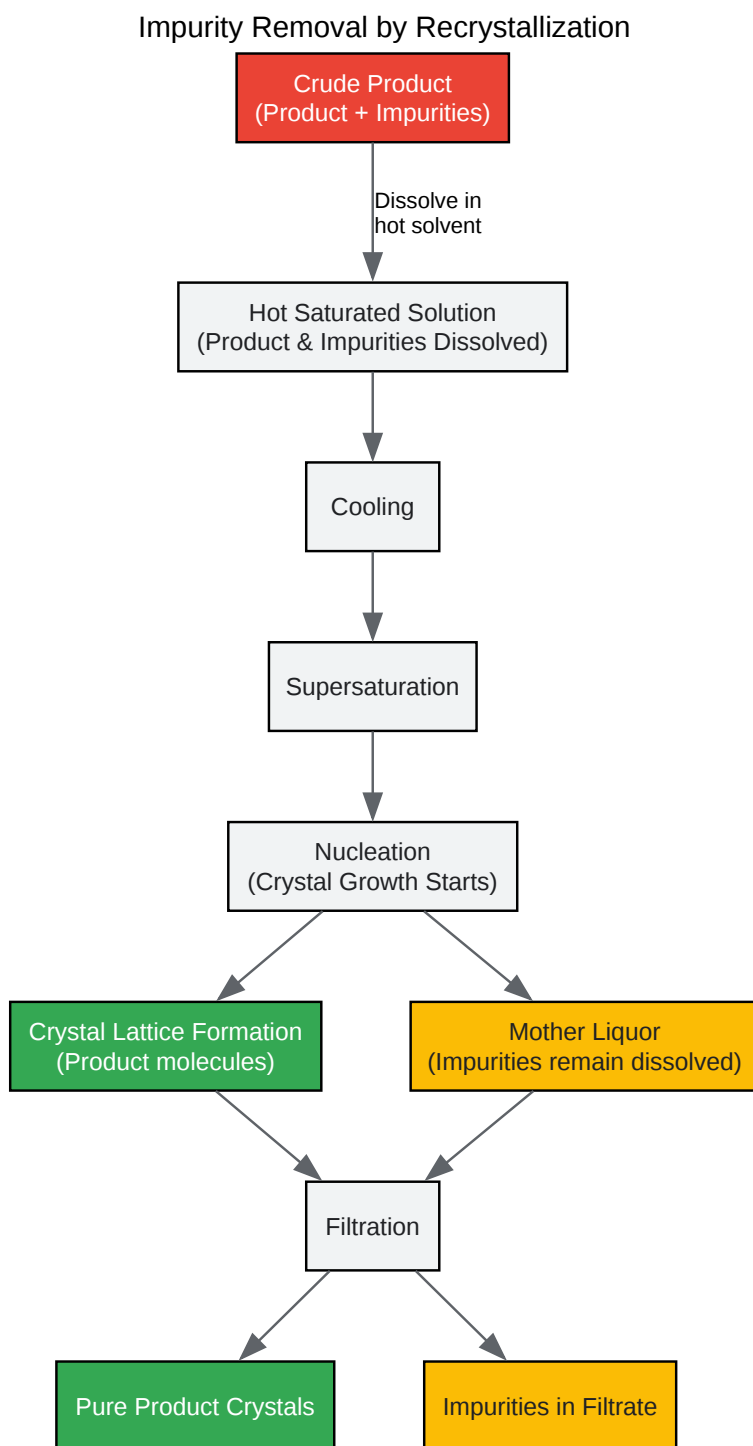 Impurity Removal by Recrystallization
Crude Product
(Product + Impurities)
Dissolve in
hot solvent
Hot Saturated Solution
(Product & Impurities Dissolved)
Cooling
Supersaturation
Nucleation
(Crystal Growth Starts)
Crystal Lattice Formation
(Product molecules)
Mother Liquor
(Impurities remain dissolved)
Filtration
Pure Product Crystals
Impurities in Filtrate